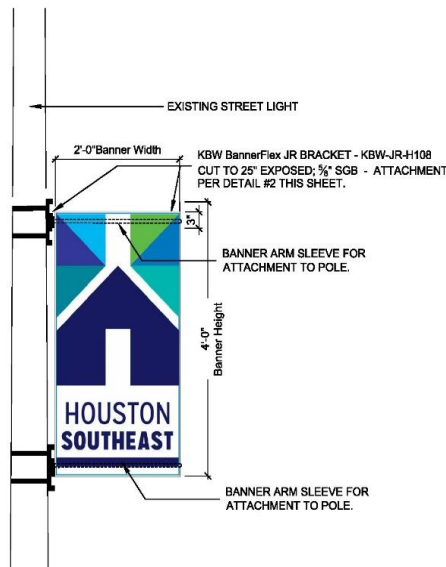 EXISTING STREET LIGHT
2'-0"Banner Width
KBW BannerFlex JR BRACKET - KBW-JR-H108
CUT TO 25" EXPOSED; ⅝" SGB - ATTACHMENT
PER DETAIL #2 THIS SHEET.
3"
BANNER ARM SLEEVE FOR
ATTACHMENT TO POLE.
4'-0"
Banner Height
HOUSTON
SOUTHEAST
BANNER ARM SLEEVE FOR
ATTACHMENT TO POLE.